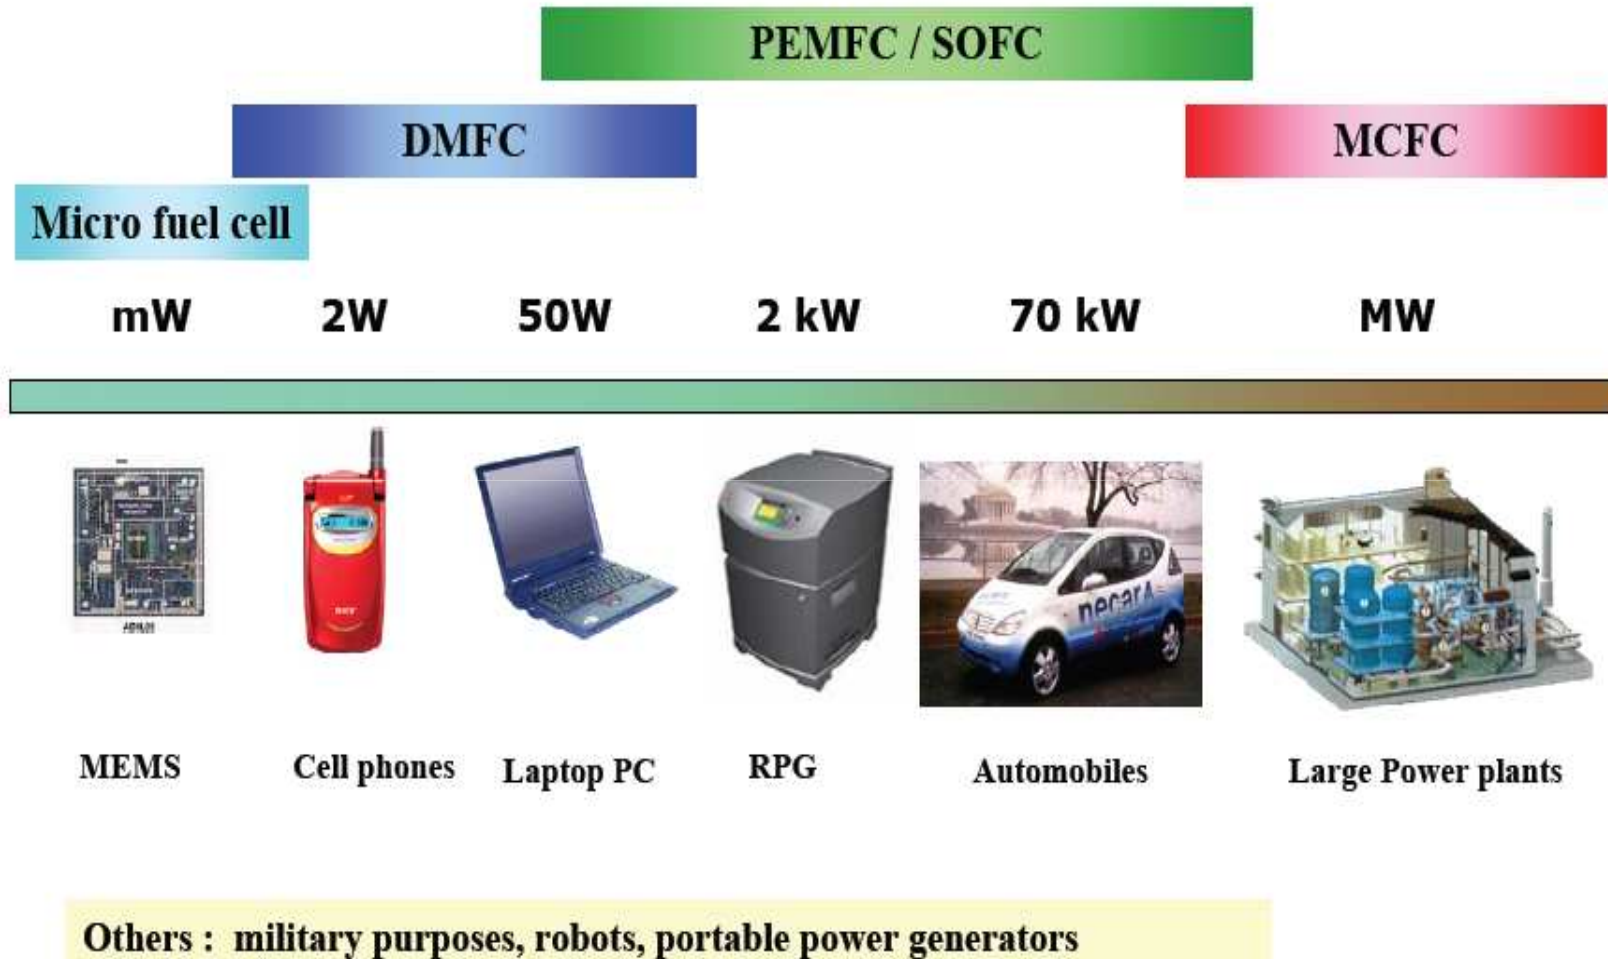 PEMFC / SOFC
DMFC
MCFC
Micro fuel cell
mW 2W 50W 2 kW 70 kW MW
necar
MEMS Cell phones Laptop PC RPG Automobiles Large Power plants
Others : military purposes, robots, portable power generators